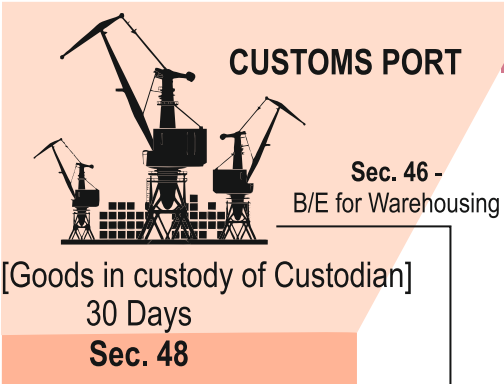 CUSTOMS PORT
Sec. 46 -
B/E for Warehousing
[Goods in custody of Custodian]
30 Days
Sec. 48